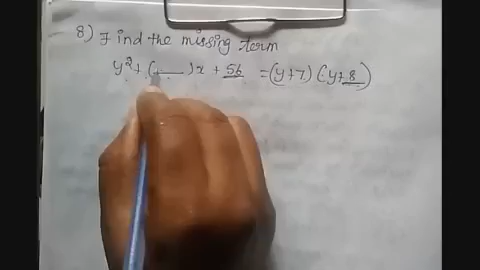 8) Find the missing term
y²+ (___)x + 56 = (y+7) (y+8)